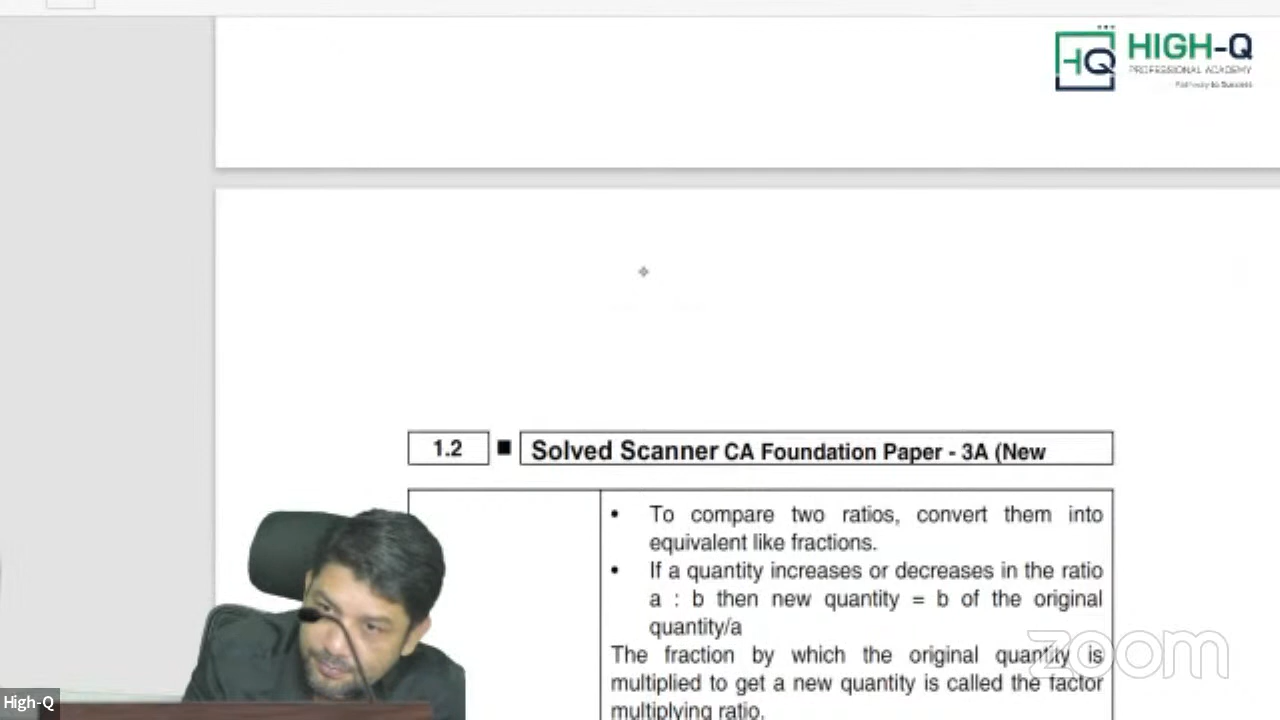 HIGH-Q
PROFESSIONAL ACADEMY
Pathway to Success
1.2 ■ Solved Scanner CA Foundation Paper - 3A (New
• To compare two ratios, convert them into
equivalent like fractions.
• If a quantity increases or decreases in the ratio
a : b then new quantity = b of the original
quantity/a
The fraction by which the original quantity is
multiplied to get a new quantity is called the factor
multiplying ratio.
zoom
High-Q